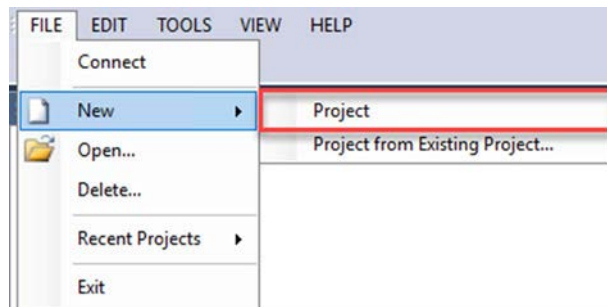 FILE EDIT TOOLS VIEW HELP
Connect
New Project
Open... Project from Existing Project...
Delete...
Recent Projects
Exit